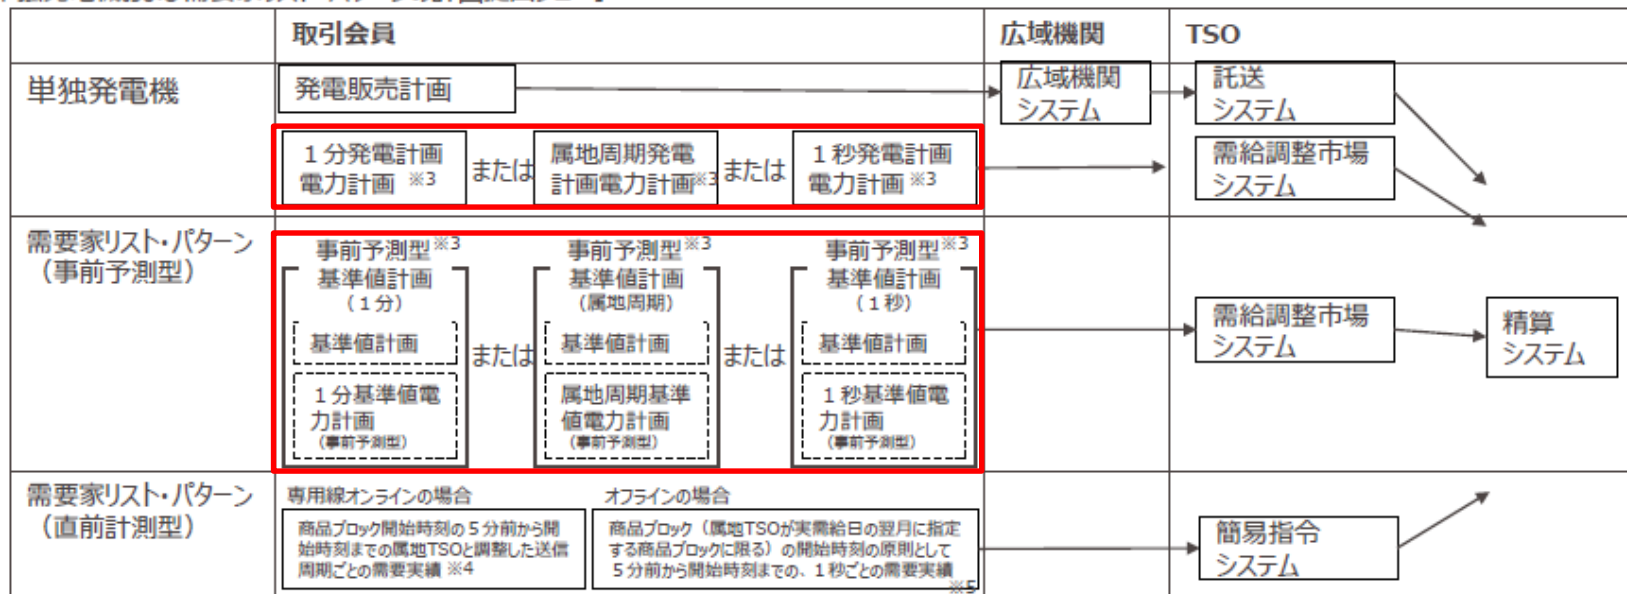 取引会員
広域機関
TSO
単独発電機
発電販売計画
広域機関
システム
託送
システム
1分発電計画
電力計画 ※3
または
属地周期発電
計画電力計画※3
または
1秒発電計画
電力計画 ※3
需給調整市場
システム
需要家リスト・パターン
（事前予測型）
事前予測型※3
基準値計画
（1分）
基準値計画
1分基準値電
力計画
（事前予測型）
または
事前予測型※3
基準値計画
（属地周期）
基準値計画
属地周期基準
値電力計画
（事前予測型）
または
事前予測型※3
基準値計画
（1秒）
基準値計画
1秒基準値電
力計画
（事前予測型）
需給調整市場
システム
精算
システム
需要家リスト・パターン
（直前計測型）
専用線オンラインの場合
商品ブロック開始時刻の5分前から開
始時刻までの属地TSOと調整した送信
周期ごとの需要実績 ※4
オフラインの場合
商品ブロック（属地TSOが実需給日の翌月に指定
する商品ブロックに限る）の開始時刻の原則として
5分前から開始時刻までの、1秒ごとの需要実績
※5
簡易指令
システム